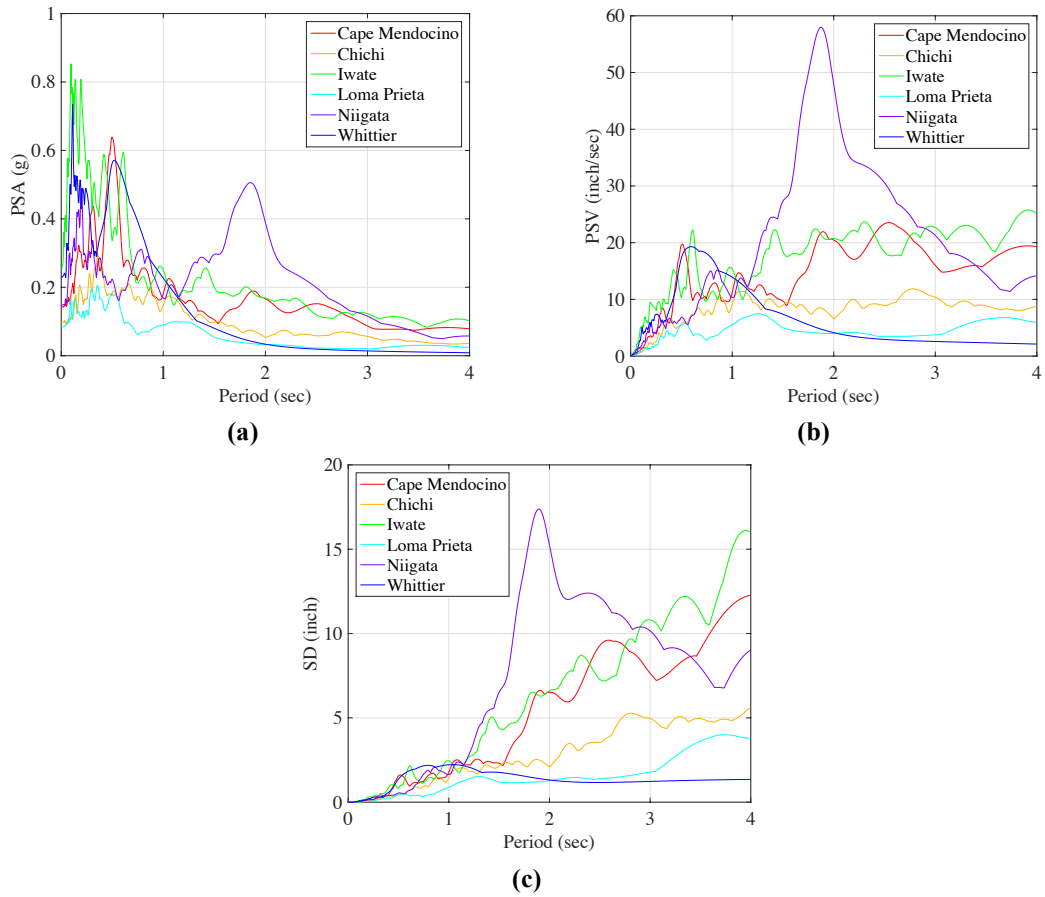 1
0.8
0.6
0.4
0.2
0
PSA (g)
Cape Mendocino
Chichi
Iwate
Loma Prieta
Niigata
Whittier
0 1 2 3 4
Period (sec)
(a)
60
50
40
30
20
10
0
PSV (inch/sec)
Cape Mendocino
Chichi
Iwate
Loma Prieta
Niigata
Whittier
0 1 2 3 4
Period (sec)
(b)
20
15
10
5
0
SD (inch)
Cape Mendocino
Chichi
Iwate
Loma Prieta
Niigata
Whittier
0 1 2 3 4
Period (sec)
(c)